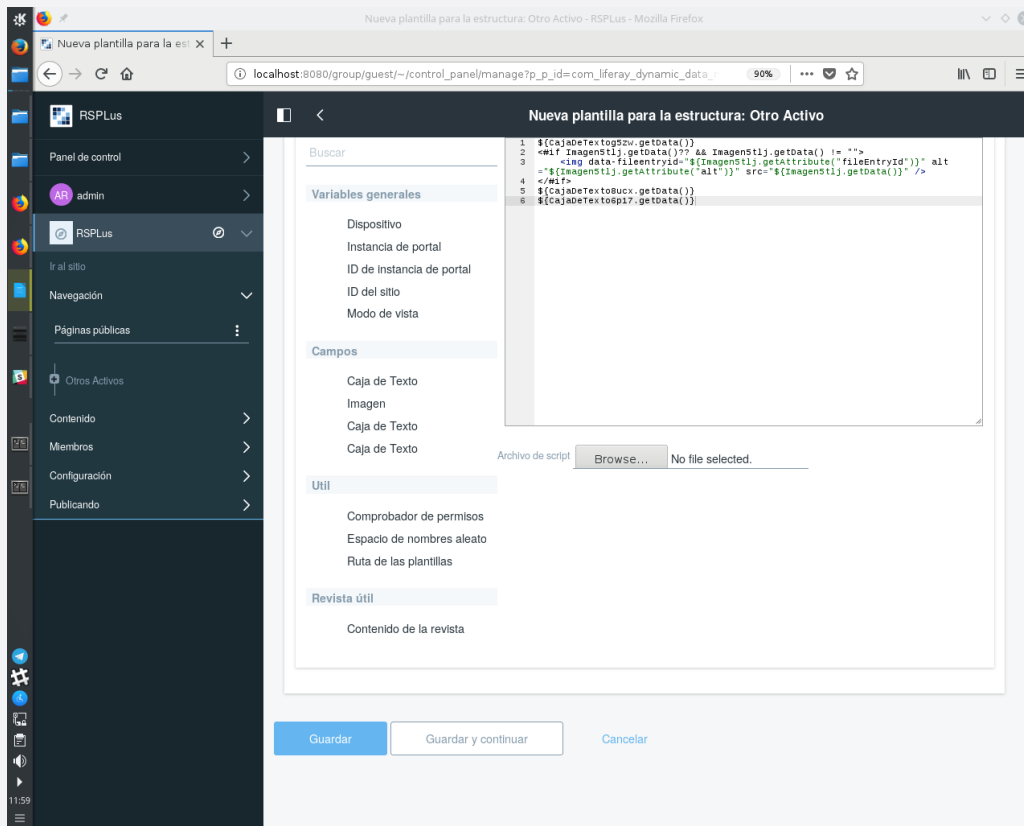 Nueva plantilla para la estructura: Otro Activo - RSPLus - Mozilla Firefox
Nueva plantilla para la est
localhost:8080/group/guest/~/control_panel/manage?p_p_id=com_liferay_dynamic_data_
90%
RSPLus
Nueva plantilla para la estructura: Otro Activo
Panel de control
AR admin
RSPLus
Ir al sitio
Navegación
Páginas públicas
Otros Activos
Contenido
Miembros
Configuración
Publicando
Buscar
Variables generales
Dispositivo
Instancia de portal
ID de instancia de portal
ID del sitio
Modo de vista
Campos
Caja de Texto
Imagen
Caja de Texto
Caja de Texto
Util
Comprobador de permisos
Espacio de nombres aleato
Ruta de las plantillas
Revista útil
Contenido de la revista
1 ${CajaDeTextog5zw.getData()}
2 <#if Imagen5tlj.getData()?? && Imagen5tlj.getData() != "">
3 <img data-fileentryid="${Imagen5tlj.getAttribute("fileEntryId")}" alt
="${Imagen5tlj.getAttribute("alt")}" src="${Imagen5tlj.getData()}" />
4 </#if>
5 ${CajaDeTexto8ucx.getData()}
6 ${CajaDeTexto6p17.getData()}
Archivo de script Browse... No file selected.
Guardar
Guardar y continuar
Cancelar
11:59